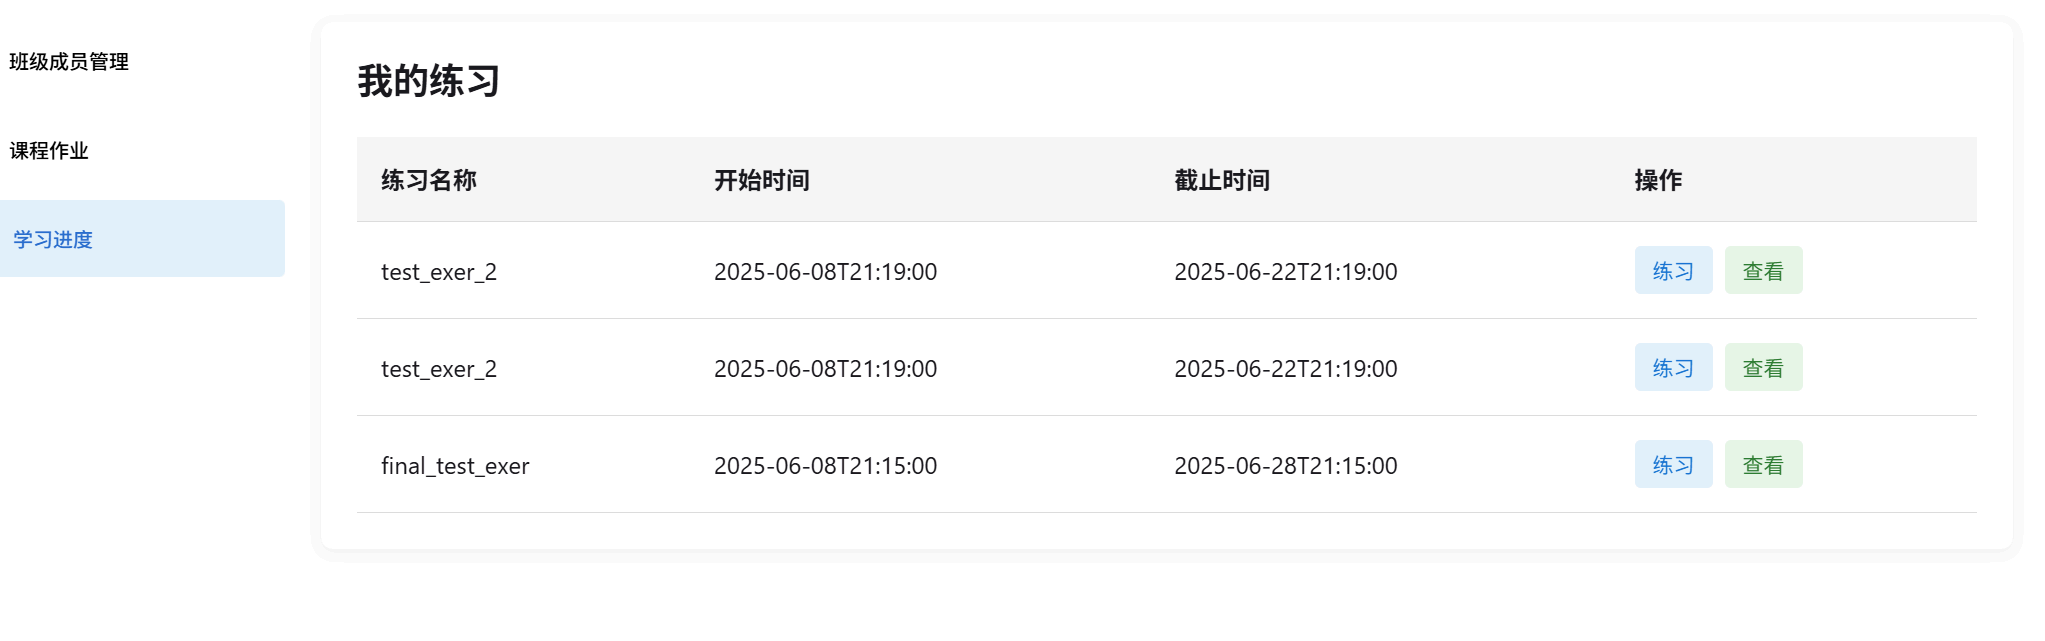 班级成员管理
课程作业
学习进度
我的练习
练习名称 开始时间 截止时间 操作
test_exer_2 2025-06-08T21:19:00 2025-06-22T21:19:00 练习 查看
test_exer_2 2025-06-08T21:19:00 2025-06-22T21:19:00 练习 查看
final_test_exer 2025-06-08T21:15:00 2025-06-28T21:15:00 练习 查看